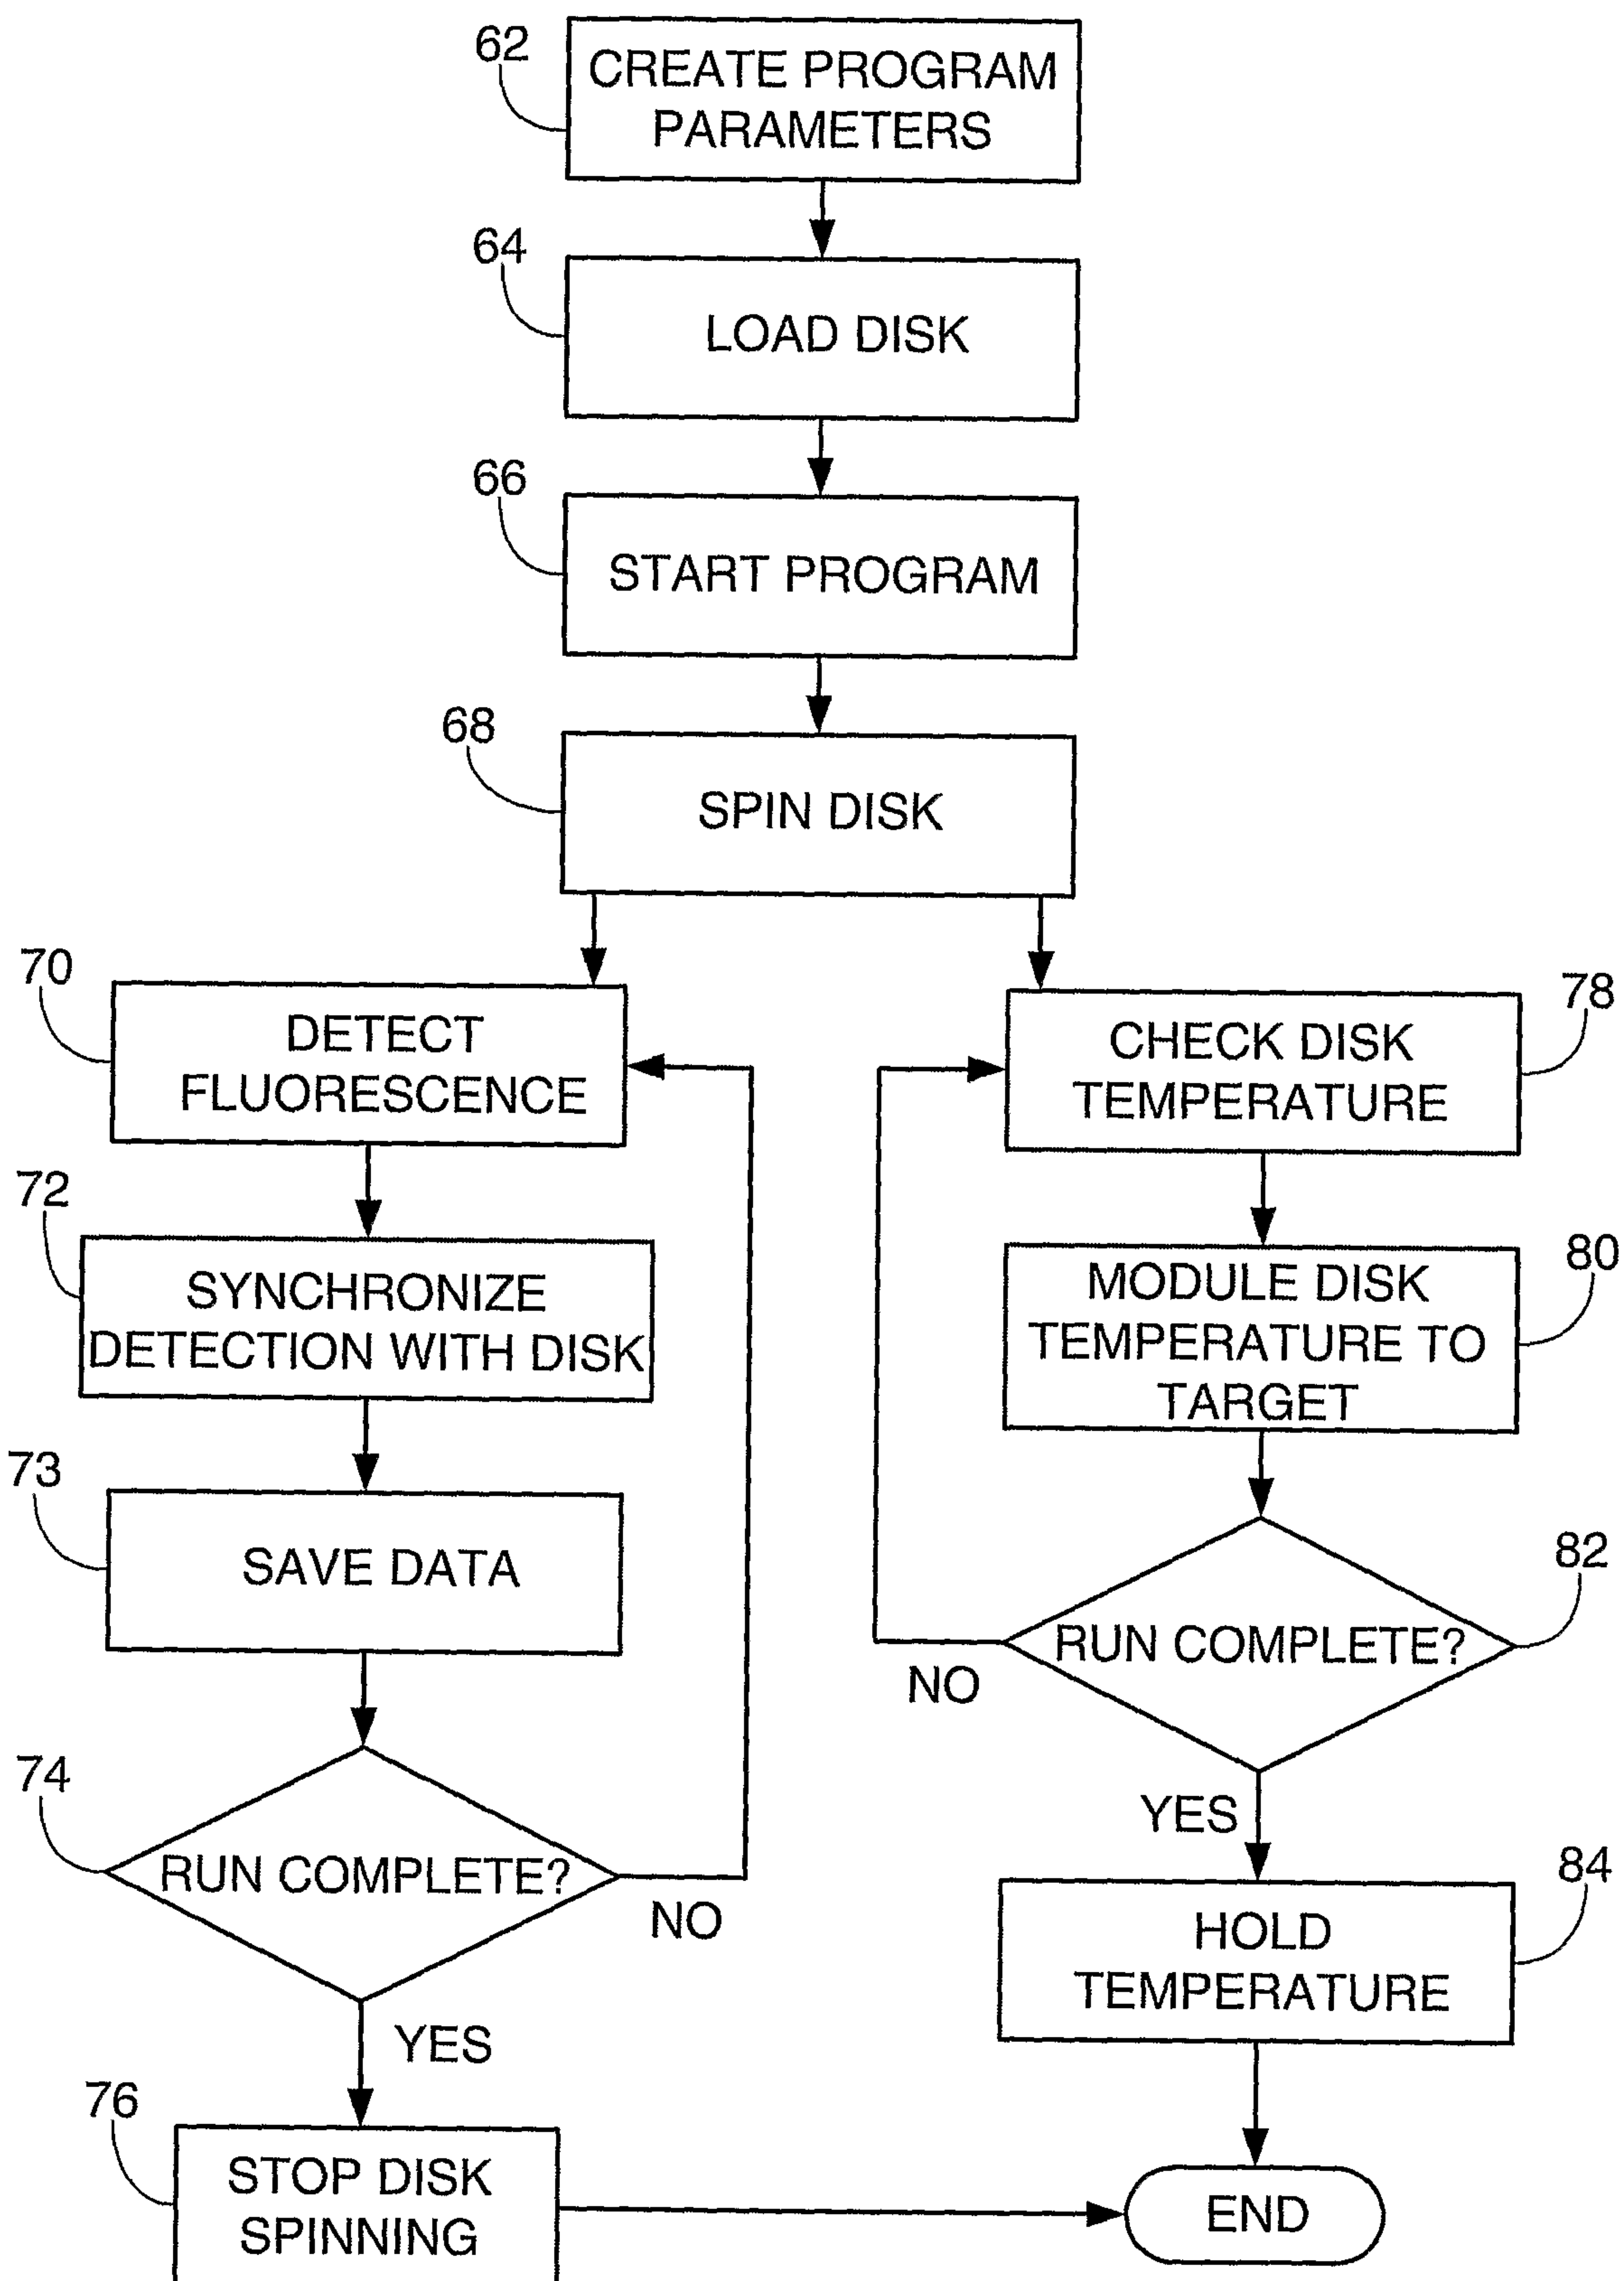 62
CREATE PROGRAM
PARAMETERS
64
LOAD DISK
66
START PROGRAM
68
SPIN DISK
70
DETECT
FLUORESCENCE
72
SYNCHRONIZE
DETECTION WITH DISK
73
SAVE DATA
74
RUN COMPLETE?
NO
YES
76
STOP DISK
SPINNING
78
CHECK DISK
TEMPERATURE
80
MODULE DISK
TEMPERATURE TO
TARGET
82
RUN COMPLETE?
NO
YES
84
HOLD
TEMPERATURE
END